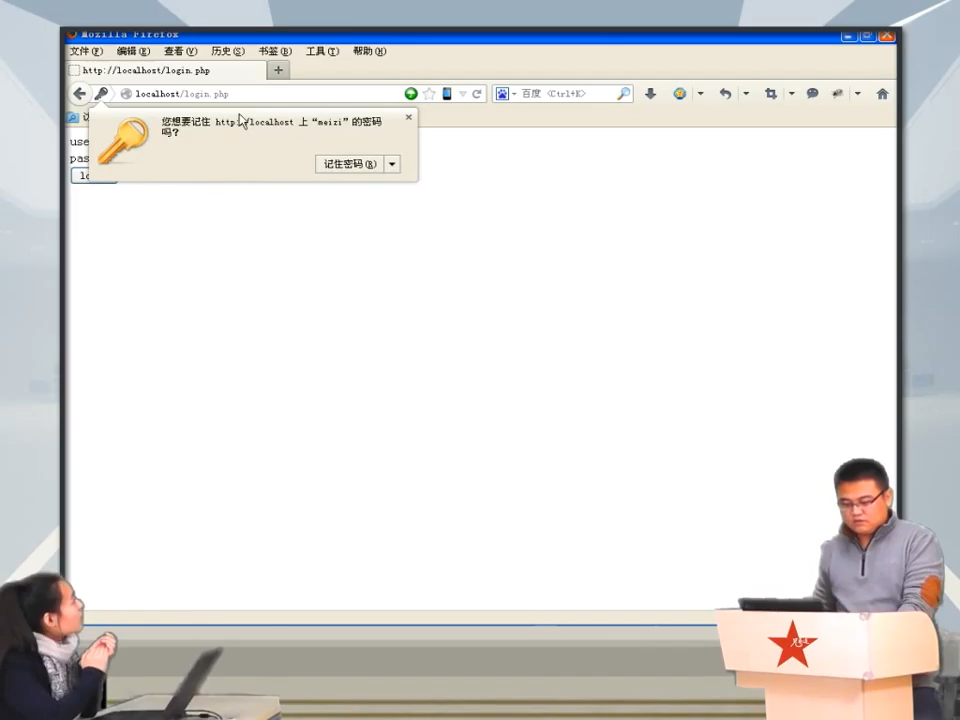 Mozilla Firefox
文件(F) 编辑(E) 查看(V) 历史(S) 书签(B) 工具(T) 帮助(H)
http://localhost/login.php
localhost/login.php
百度 <Ctrl+K>
您想要记住 http://localhost 上“meizi”的密码
吗?
记住密码(R)
use
pas